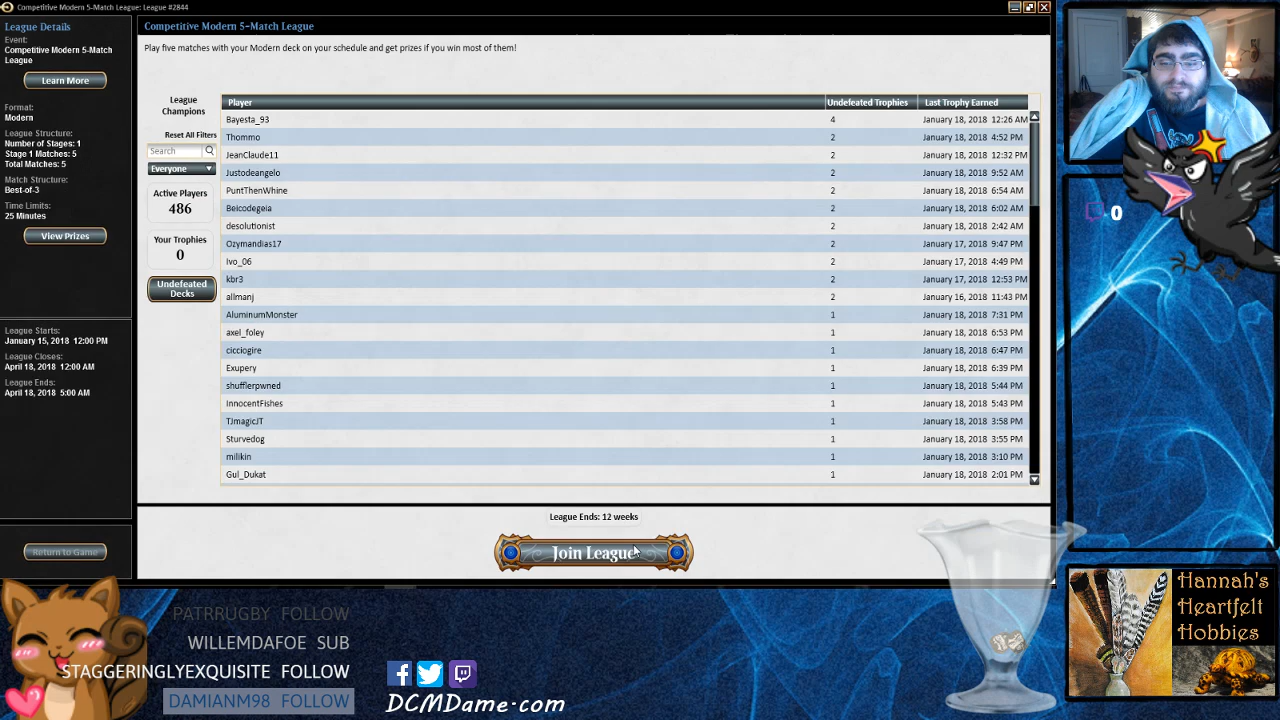 Competitive Modern 5-Match League: League #2844
League Details
Event:
Competitive Modern 5-Match
League
Learn More
Format:
Modern
League Structure:
Number of Stages: 1
Stage 1 Matches: 5
Total Matches: 5
Match Structure:
Best-of-3
Time Limits:
25 Minutes
View Prizes
League Starts:
January 15, 2018 12:00 PM
League Closes:
April 18, 2018 12:00 AM
League Ends:
April 18, 2018 5:00 AM
Return to Game
Competitive Modern 5-Match League
Play five matches with your Modern deck on your schedule and get prizes if you win most of them!
League
Champions
Reset All Filters
Search
Everyone
Active Players
486
Your Trophies
0
Undefeated
Decks
Player Undefeated Trophies Last Trophy Earned
Bayesta_93 4 January 18, 2018 12:26 AM
Thommo 2 January 18, 2018 4:52 PM
JeanClaude11 2 January 18, 2018 12:32 PM
Justodeangelo 2 January 18, 2018 9:52 AM
PuntThenWhine 2 January 18, 2018 6:54 AM
Beicodegeia 2 January 18, 2018 6:02 AM
desolutionist 2 January 18, 2018 2:42 AM
Ozymandias17 2 January 17, 2018 9:47 PM
Ivo_06 2 January 17, 2018 4:49 PM
kbr3 2 January 17, 2018 12:53 PM
allmanj 2 January 16, 2018 11:43 PM
AluminumMonster 1 January 18, 2018 7:31 PM
axel_foley 1 January 18, 2018 6:53 PM
cicciogire 1 January 18, 2018 6:47 PM
Exupery 1 January 18, 2018 6:39 PM
shufflerpwned 1 January 18, 2018 5:44 PM
InnocentFishes 1 January 18, 2018 5:43 PM
TJmagicJT 1 January 18, 2018 3:58 PM
Sturvedog 1 January 18, 2018 3:55 PM
milikin 1 January 18, 2018 3:10 PM
Gul_Dukat 1 January 18, 2018 2:01 PM
League Ends: 12 weeks
Join League
0
PATRRUGBY FOLLOW
WILLEMDAFOE SUB
STAGGERINGLYEXQUISITE FOLLOW
DAMIANM98 FOLLOW
DCMDame.com
Hannah's
Heartfelt
Hobbies